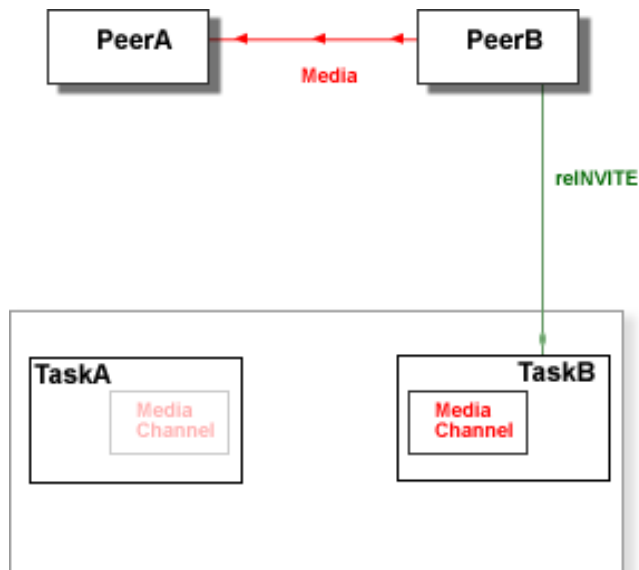 PeerA
PeerB
Media
reINVITE
TaskA
Media
Channel
TaskB
Media
Channel